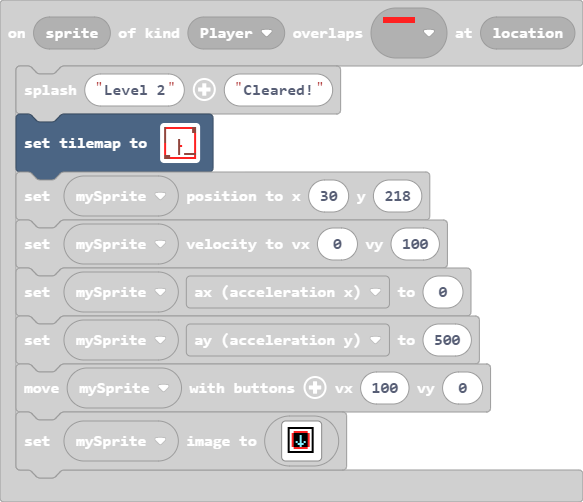 on sprite of kind Player overlaps at location
splash "Level 2" "Cleared!"
set tilemap to
set mySprite position to x 30 y 218
set mySprite velocity to vx 0 vy 100
set mySprite ax (acceleration x) to 0
set mySprite ay (acceleration y) to 500
move mySprite with buttons vx 100 vy 0
set mySprite image to